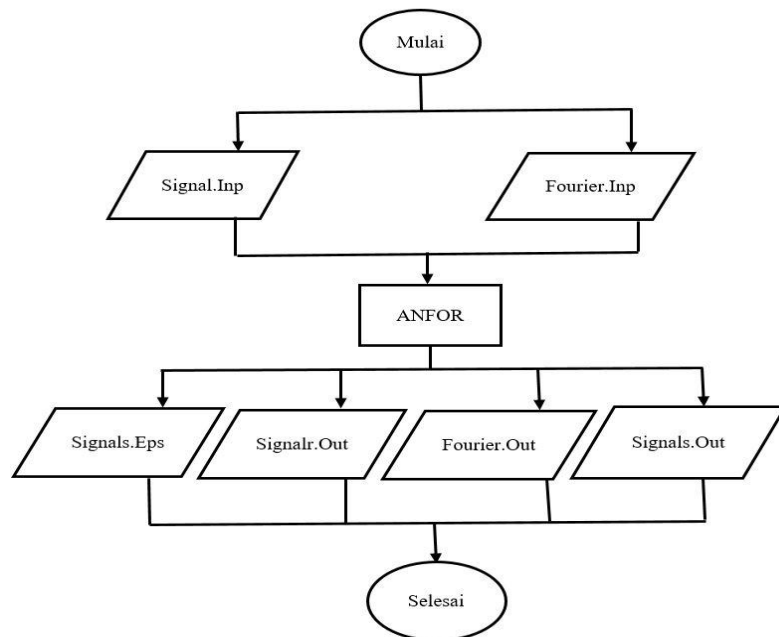 Mulai
Signal.Inp
Fourier.Inp
ANFOR
Signals.Eps
Signalr.Out
Fourier.Out
Signals.Out
Selesai